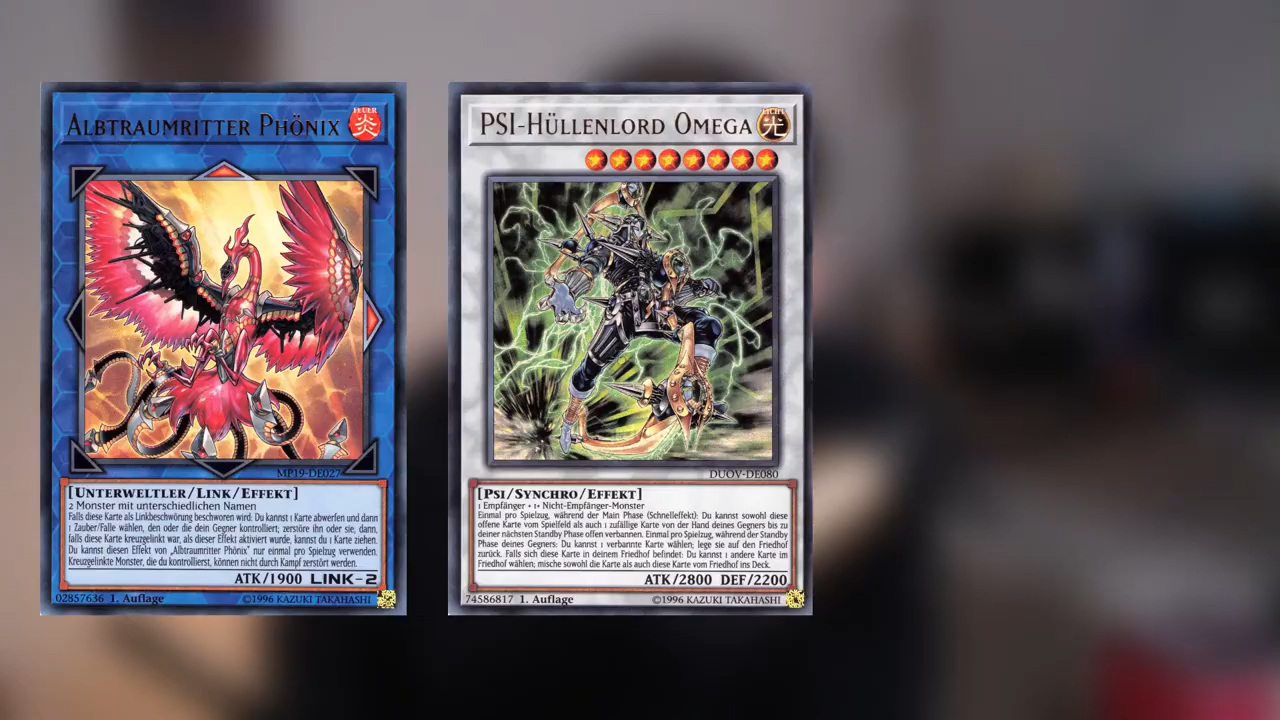 Albtraumritter Phönix
FEUER
炎
MP19-DE027
[Unterweltler/Link/Effekt]
2 Monster mit unterschiedlichen Namen
Falls diese Karte als Linkbeschwörung beschworen wird: Du kannst 1 Karte abwerfen und dann
1 Zauber/Falle wählen, den oder die dein Gegner kontrolliert; zerstöre ihn oder sie, dann,
falls diese Karte kreuzgelinkt war, als dieser Effekt aktiviert wurde, kannst du 1 Karte ziehen.
Du kannst diesen Effekt von „Albtraumritter Phönix" nur einmal pro Spielzug verwenden.
Kreuzgelinkte Monster, die du kontrollierst, können nicht durch Kampf zerstört werden.
ATK/1900 LINK-2
02857636 1. Auflage ©1996 KAZUKI TAKAHASHI
PSI-Hüllenlord Omega
LICHT
光
DUOV-DE080
[Psi/Synchro/Effekt]
1 Empfänger + 1+ Nicht-Empfänger-Monster
Einmal pro Spielzug, während der Main Phase (Schnelleffekt): Du kannst sowohl diese
offene Karte vom Spielfeld als auch 1 zufällige Karte von der Hand deines Gegners bis zu
deiner nächsten Standby Phase offen verbannen. Einmal pro Spielzug, während der Standby
Phase deines Gegners: Du kannst 1 verbannte Karte wählen; lege sie auf den Friedhof
zurück. Falls sich diese Karte in deinem Friedhof befindet: Du kannst 1 andere Karte im
Friedhof wählen; mische sowohl die Karte als auch diese Karte vom Friedhof ins Deck.
ATK/2800 DEF/2200
74586817 1. Auflage ©1996 KAZUKI TAKAHASHI